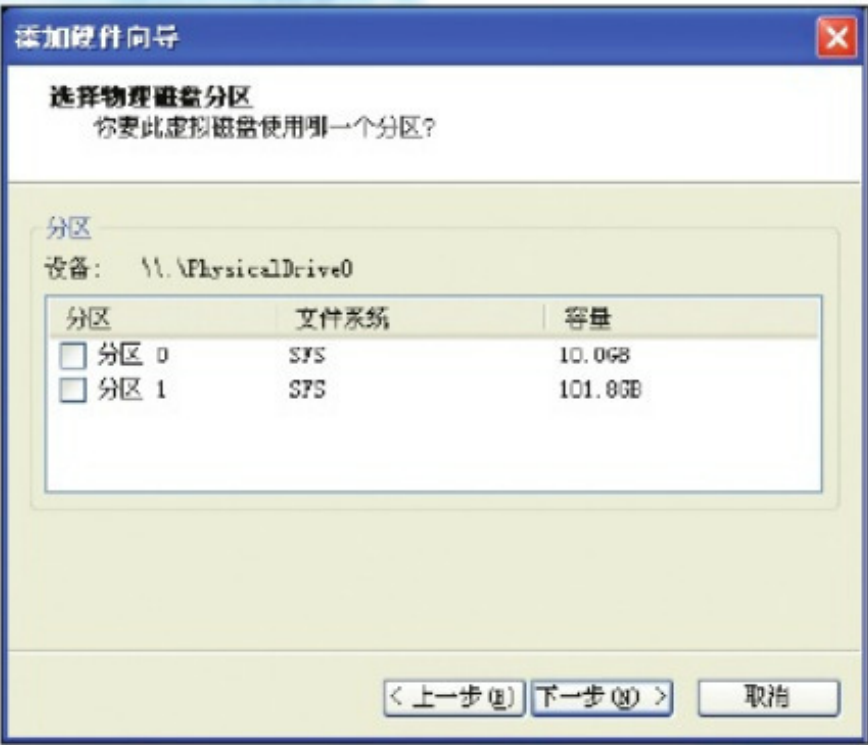 添加硬件向导
选择物理磁盘分区
你要此虚拟磁盘使用哪一个分区?
分区
设备: \\.\PhysicalDrive0
分区 文件系统 容量
分区 0 SFS 10.0GB
分区 1 SFS 101.8GB
< 上一步(B) 下一步(N) > 取消